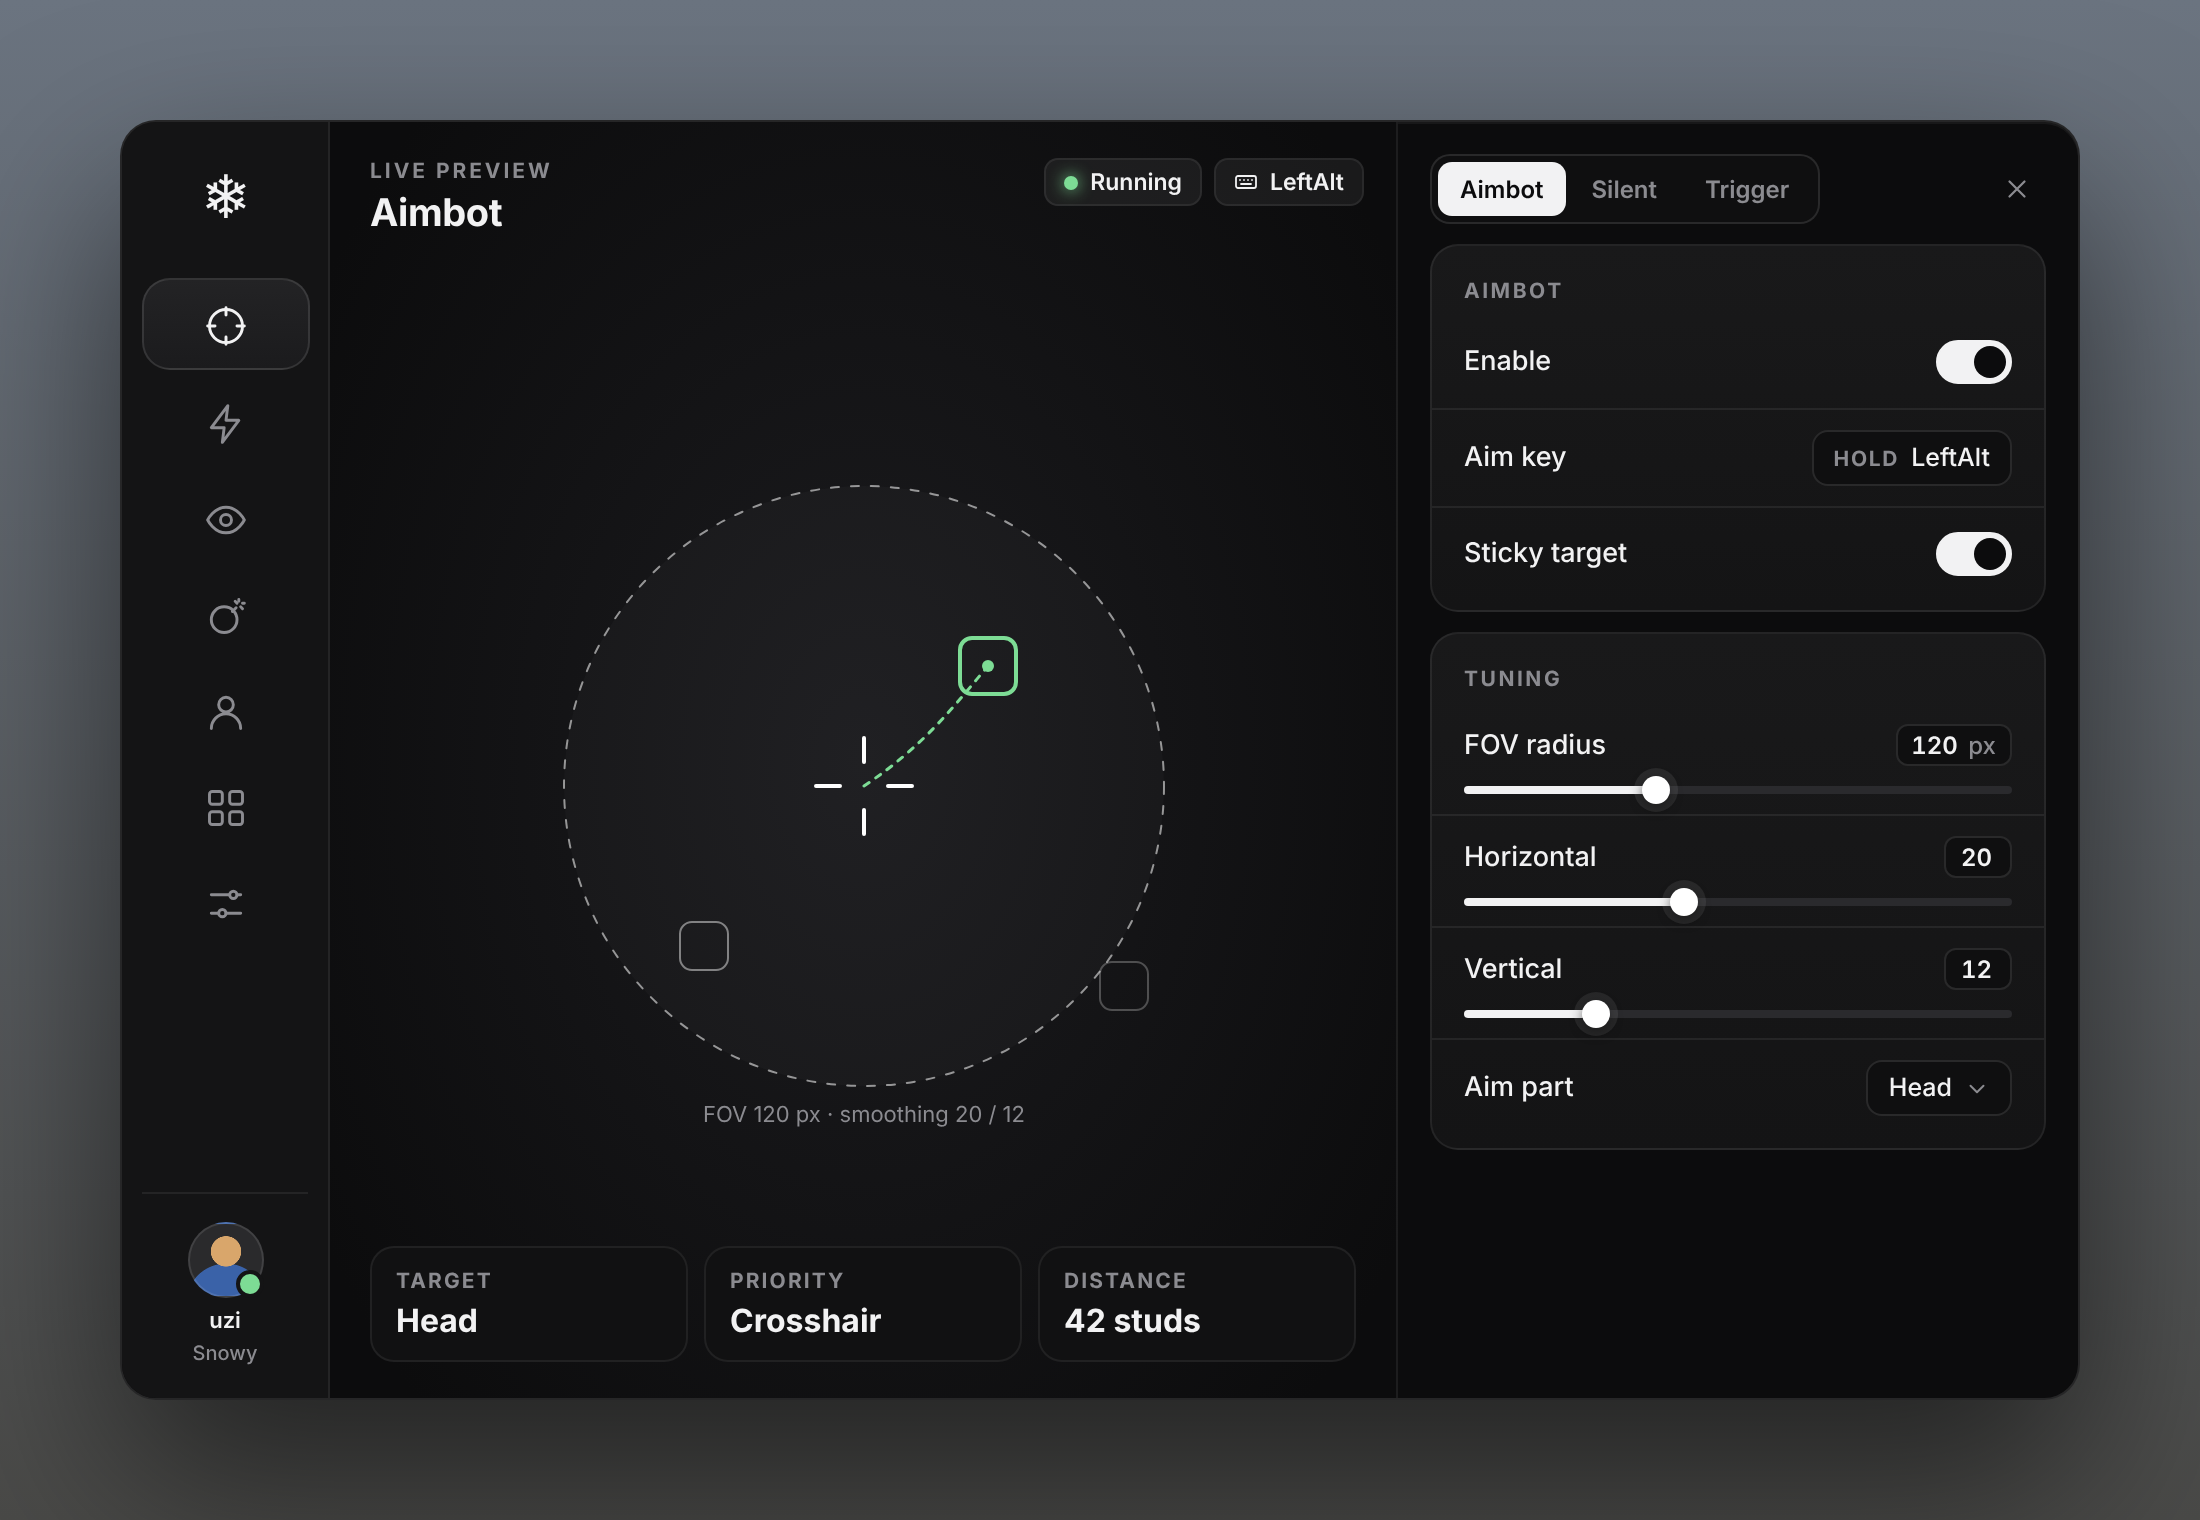 LIVE PREVIEW
Aimbot
Running
LeftAlt
FOV 120 px · smoothing 20 / 12
TARGET
Head
PRIORITY
Crosshair
DISTANCE
42 studs
uzi
Snowy
Aimbot Silent Trigger
AIMBOT
Enable
Aim key HOLD LeftAlt
Sticky target
TUNING
FOV radius 120 px
Horizontal 20
Vertical 12
Aim part Head